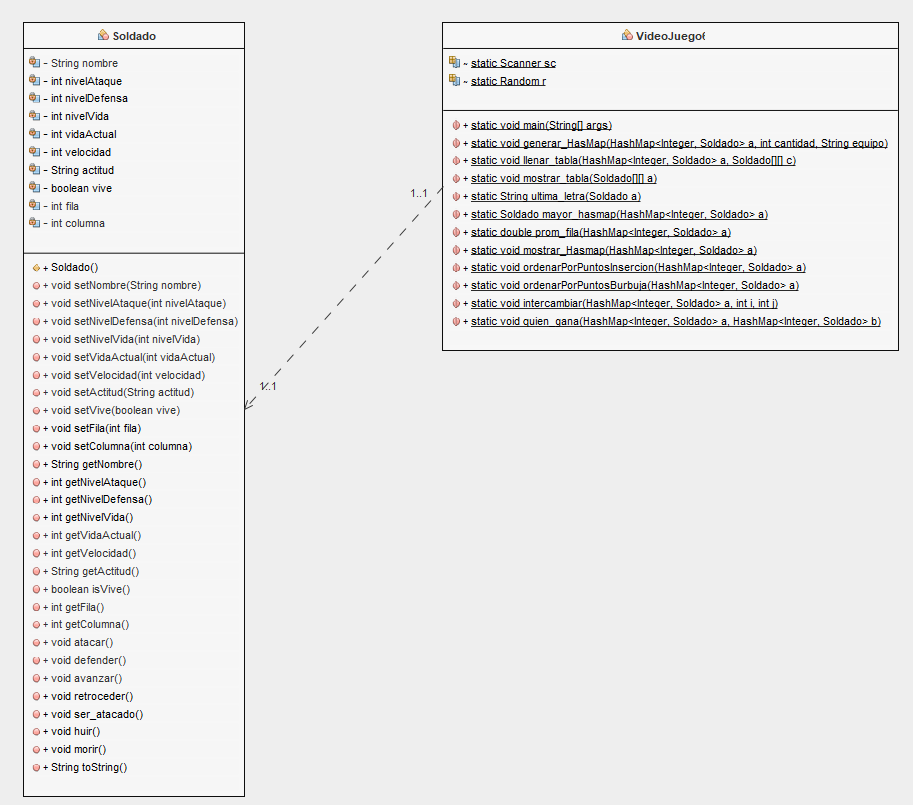 Soldado
- String nombre
- int nivelAtaque
- int nivelDefensa
- int nivelVida
- int vidaActual
- int velocidad
- String actitud
- boolean vive
- int fila
- int columna
+ Soldado()
+ void setNombre(String nombre)
+ void setNivelAtaque(int nivelAtaque)
+ void setNivelDefensa(int nivelDefensa)
+ void setNivelVida(int nivelVida)
+ void setVidaActual(int vidaActual)
+ void setVelocidad(int velocidad)
+ void setActitud(String actitud)
+ void setVive(boolean vive)
+ void setFila(int fila)
+ void setColumna(int columna)
+ String getNombre()
+ int getNivelAtaque()
+ int getNivelDefensa()
+ int getNivelVida()
+ int getVidaActual()
+ int getVelocidad()
+ String getActitud()
+ boolean isVive()
+ int getFila()
+ int getColumna()
+ void atacar()
+ void defender()
+ void avanzar()
+ void retroceder()
+ void ser_atacado()
+ void huir()
+ void morir()
+ String toString()
1..1
1..1
VideoJuego6
~ static Scanner sc
~ static Random r
+ static void main(String[] args)
+ static void generar_HasMap(HashMap<Integer, Soldado> a, int cantidad, String equipo)
+ static void llenar_tabla(HashMap<Integer, Soldado> a, Soldado[][] c)
+ static void mostrar_tabla(Soldado[][] a)
+ static String ultima_letra(Soldado a)
+ static Soldado mayor_hasmap(HashMap<Integer, Soldado> a)
+ static double prom_fila(HashMap<Integer, Soldado> a)
+ static void mostrar_Hasmap(HashMap<Integer, Soldado> a)
+ static void ordenarPorPuntosInsercion(HashMap<Integer, Soldado> a)
+ static void ordenarPorPuntosBurbuja(HashMap<Integer, Soldado> a)
+ static void intercambiar(HashMap<Integer, Soldado> a, int i, int j)
+ static void quien_gana(HashMap<Integer, Soldado> a, HashMap<Integer, Soldado> b)